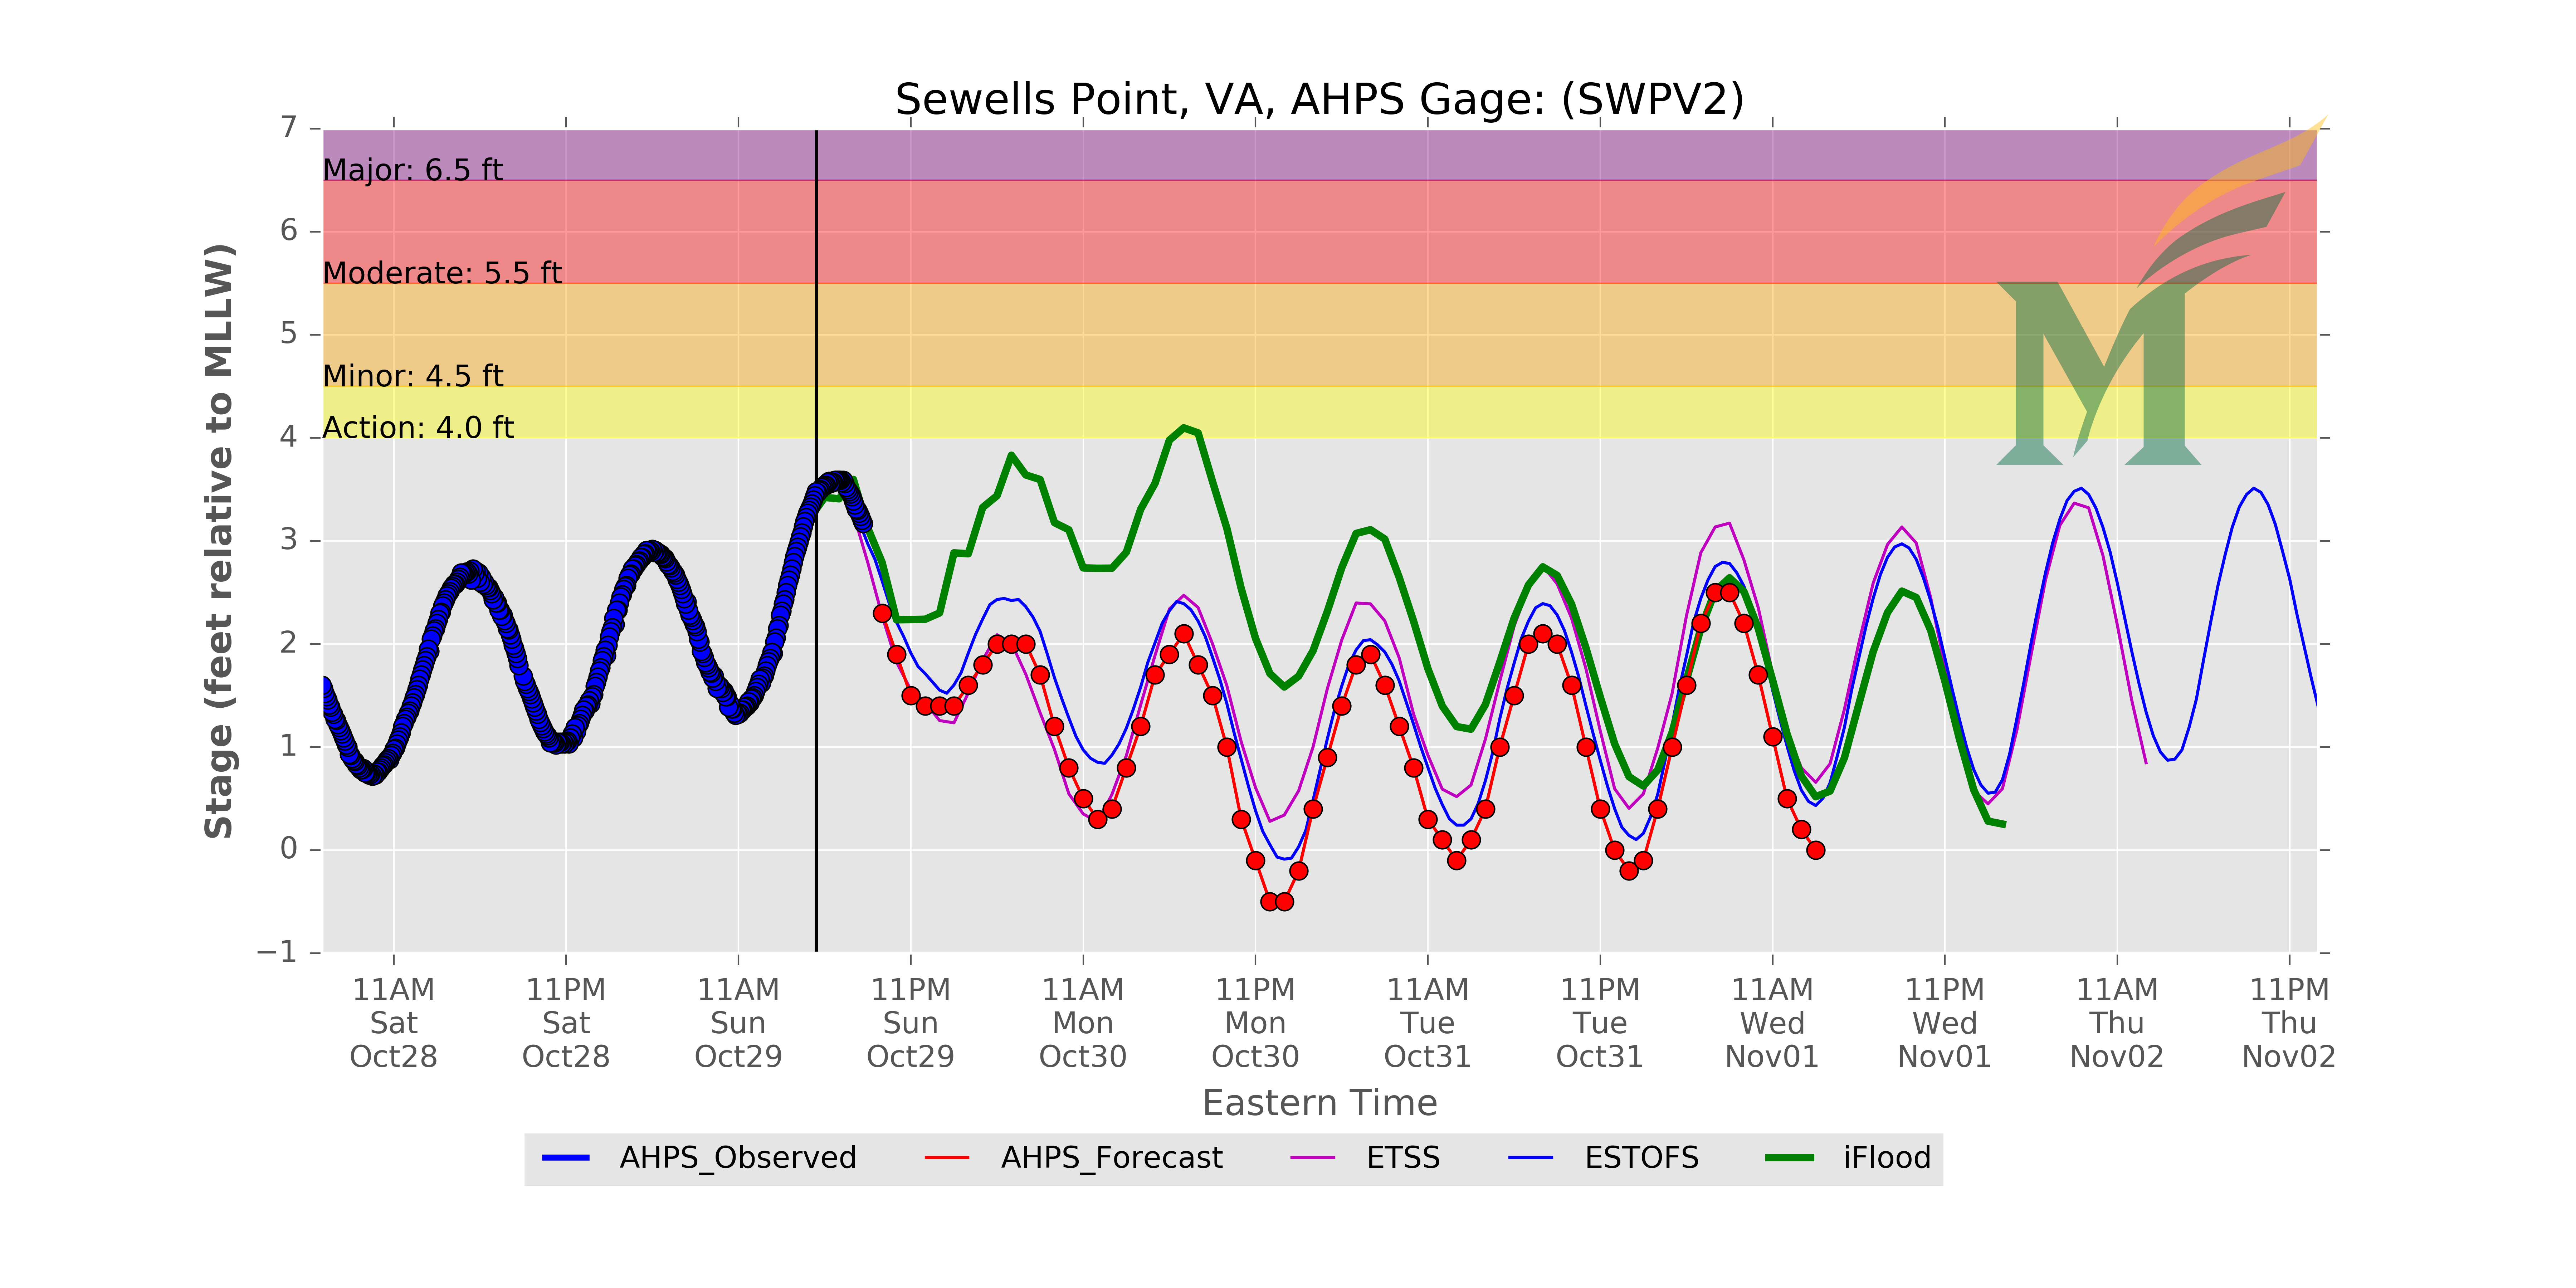 Sewells Point, VA, AHPS Gage: (SWPV2)
7
6
5
4
3
2
1
0
−1
Stage (feet relative to MLLW)
Major: 6.5 ft
Moderate: 5.5 ft
Minor: 4.5 ft
Action: 4.0 ft
M
11AM 11PM 11AM 11PM 11AM 11PM 11AM 11PM 11AM 11PM 11AM 11PM
Sat Sat Sun Sun Mon Mon Tue Tue Wed Wed Thu Thu
Oct28 Oct28 Oct29 Oct29 Oct30 Oct30 Oct31 Oct31 Nov01 Nov01 Nov02 Nov02
Eastern Time
AHPS_Observed AHPS_Forecast ETSS ESTOFS iFlood